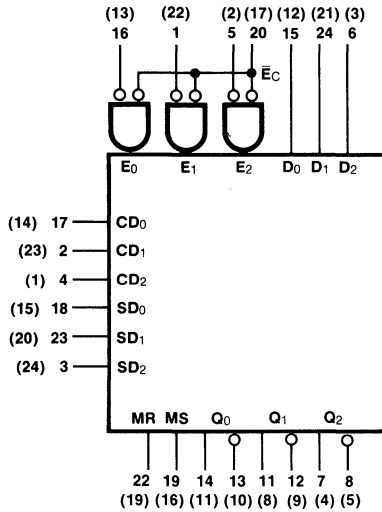 (13) (22) (2) (17) (12) (21) (3)
16 1 5 20 15 24 6
E̅C
E0 E1 E2 D0 D1 D2
(14) 17 CD0
(23) 2 CD1
(1) 4 CD2
(15) 18 SD0
(20) 23 SD1
(24) 3 SD2
MR MS Q0 Q1 Q2
22 19 14 13 11 12 7 8
(19) (16) (11) (10) (8) (9) (4) (5)